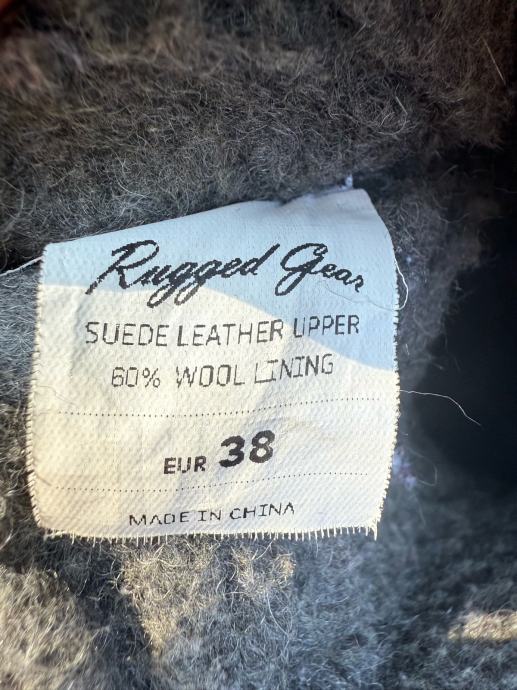 Rugged Gear
SUEDE LEATHER UPPER
60% WOOL LINING
EUR 38
MADE IN CHINA